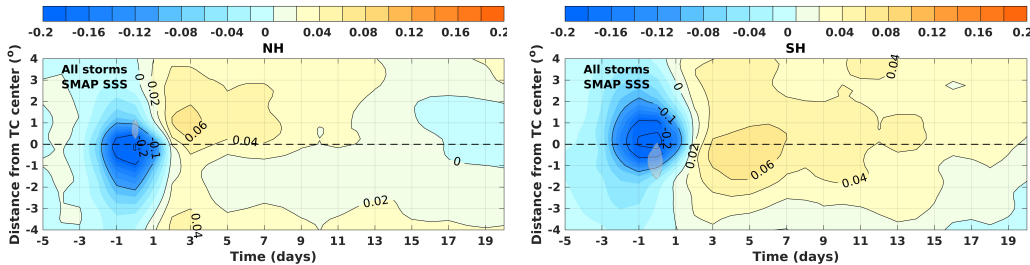 -0.2 -0.16 -0.12 -0.08 -0.04 0 0.04 0.08 0.12 0.16 0.2
NH
Distance from TC center (o)
4
3
2
1
0
-1
-2
-3
-4
All storms
SMAP SSS
0
0.02
0.06
0.04
-0.1
-0.2
0
0.02
0.04
-5 -3 -1 1 3 5 7 9 11 13 15 17 19
Time (days)
-0.2 -0.16 -0.12 -0.08 -0.04 0 0.04 0.08 0.12 0.16 0.2
SH
Distance from TC center (o)
4
3
2
1
0
-1
-2
-3
-4
All storms
SMAP SSS
0
0.04
-0.1
-0.2
0.02
0.06
0.04
-5 -3 -1 1 3 5 7 9 11 13 15 17 19
Time (days)